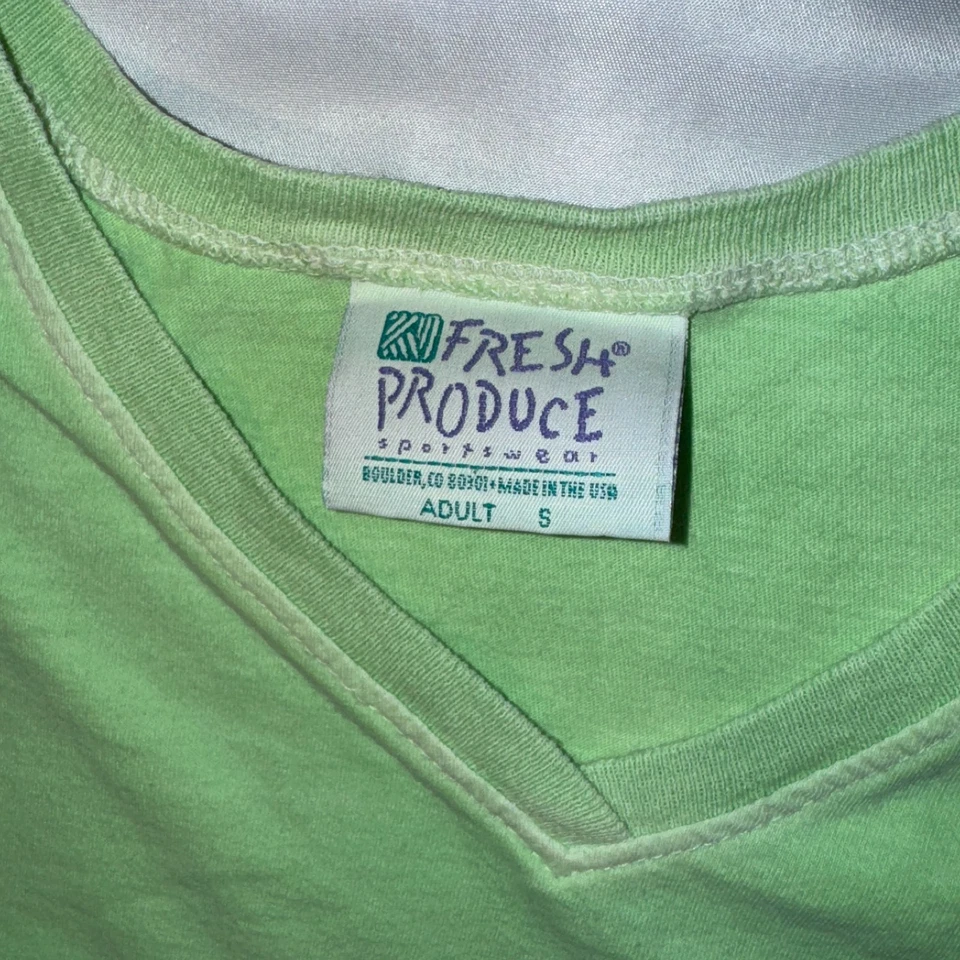 FRESH®
PRODUCE
sportswear
BOULDER, CO 80301•MADE IN THE USA
ADULT S